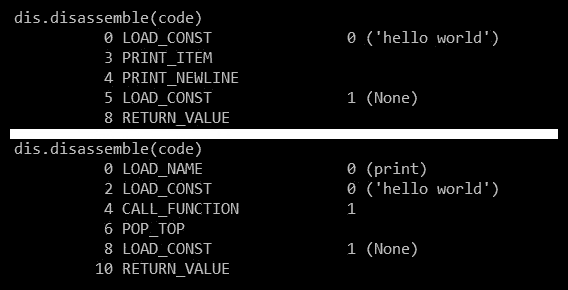 dis.disassemble(code)
0 LOAD_CONST 0 ('hello world')
3 PRINT_ITEM
4 PRINT_NEWLINE
5 LOAD_CONST 1 (None)
8 RETURN_VALUE
dis.disassemble(code)
0 LOAD_NAME 0 (print)
2 LOAD_CONST 0 ('hello world')
4 CALL_FUNCTION 1
6 POP_TOP
8 LOAD_CONST 1 (None)
10 RETURN_VALUE